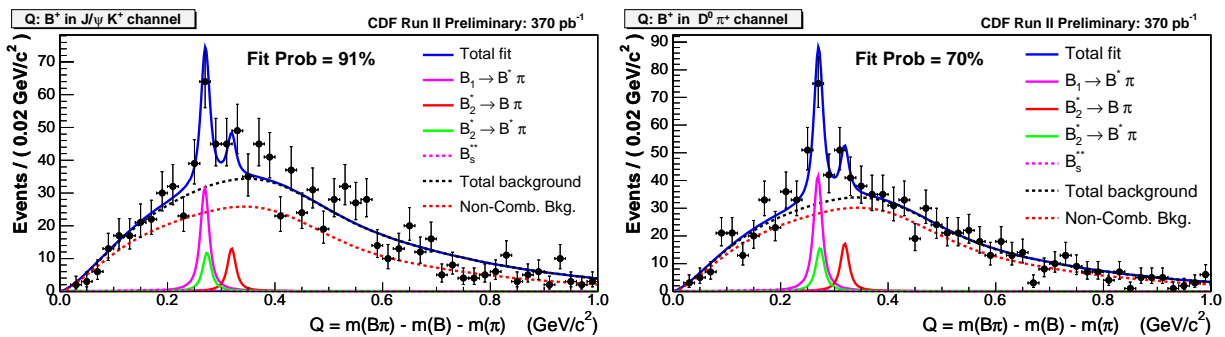 Q: B⁺ in J/ψ K⁺ channel
CDF Run II Preliminary: 370 pb⁻¹
Events / ( 0.02 GeV/c² )
Fit Prob = 91%
Total fit
B₁ → B* π
B₂* → B π
B₂* → B* π
Bₛ**
Total background
Non-Comb. Bkg.
80
70
60
50
40
30
20
10
0
0.0 0.2 0.4 0.6 0.8 1.0
Q = m(Bπ) - m(B) - m(π) (GeV/c²)
Q: B⁺ in D⁰ π⁺ channel
CDF Run II Preliminary: 370 pb⁻¹
Events / ( 0.02 GeV/c² )
Fit Prob = 70%
Total fit
B₁ → B* π
B₂* → B π
B₂* → B* π
Bₛ**
Total background
Non-Comb. Bkg.
90
80
70
60
50
40
30
20
10
0
0.0 0.2 0.4 0.6 0.8 1.0
Q = m(Bπ) - m(B) - m(π) (GeV/c²)